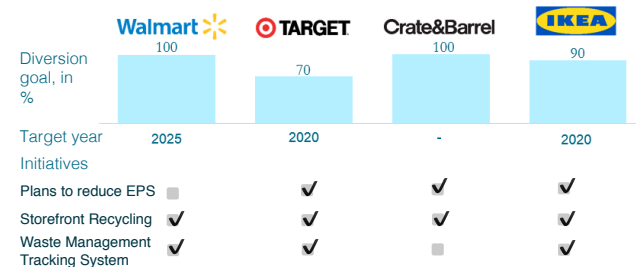 Walmart TARGET Crate&Barrel IKEA
Diversion goal, in %
100 70 100 90
Target year 2025 2020 - 2020
Initiatives
Plans to reduce EPS
Storefront Recycling
Waste Management
Tracking System